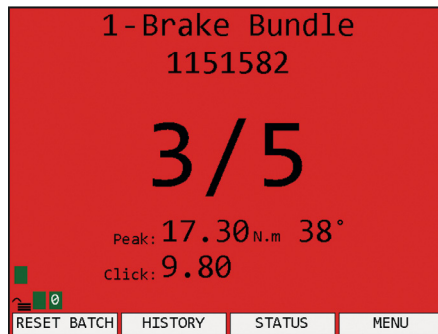 1-Brake Bundle
1151582
3/5
Peak: 17.30 N.m 38°
Click: 9.80
0
RESET BATCH HISTORY STATUS MENU